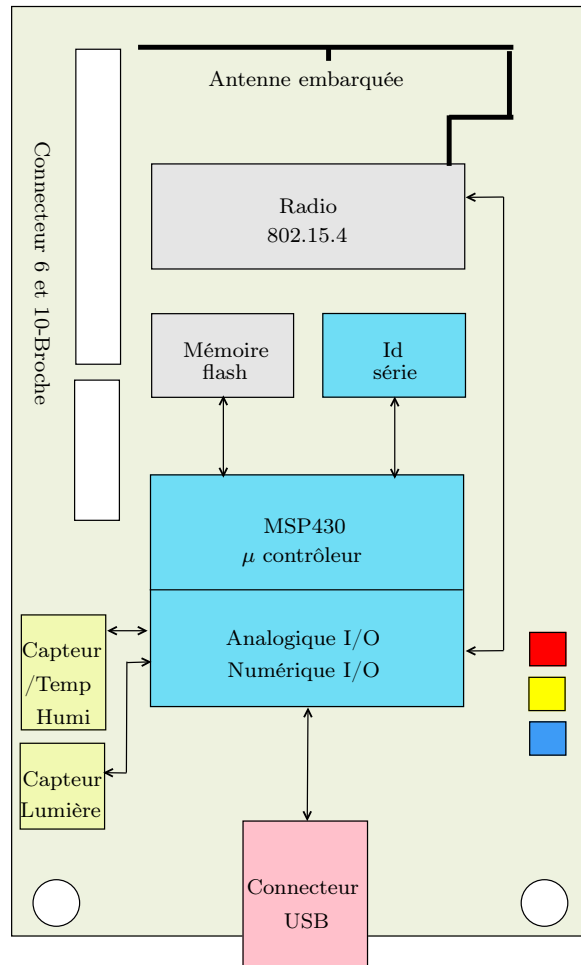 Antenne embarquée
Connecteur 6 et 10-Broche
Radio
802.15.4
Mémoire
flash
Id
série
MSP430
μ contrôleur
Analogique I/O
Numérique I/O
Capteur
/Temp
Humi
Capteur
Lumière
Connecteur
USB